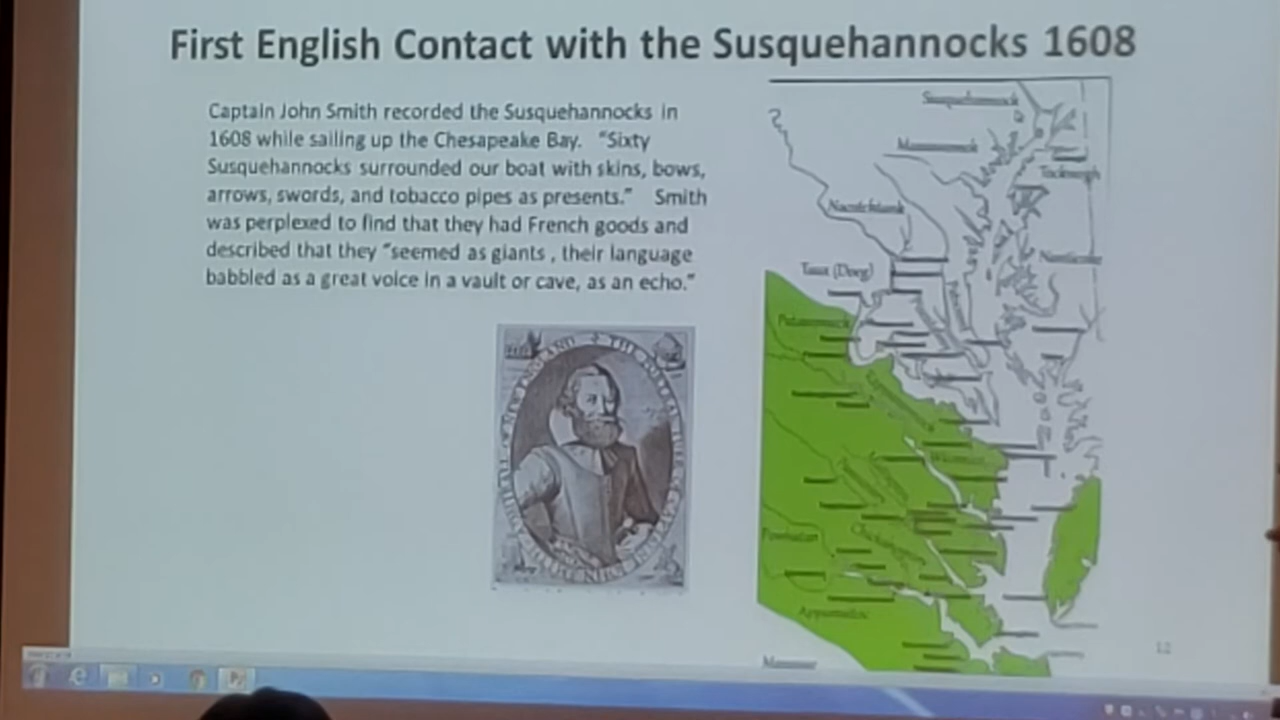 First English Contact with the Susquehannocks 1608
Captain John Smith recorded the Susquehannocks in
1608 while sailing up the Chesapeake Bay. "Sixty
Susquehannocks surrounded our boat with skins, bows,
arrows, swords, and tobacco pipes as presents." Smith
was perplexed to find that they had French goods and
described that they "seemed as giants , their language
babbled as a great voice in a vault or cave, as an echo."
Susquehannock
Nacotchtank
Taux (Doeg)
Patawomeck
Powhatan
Appamattoc
12